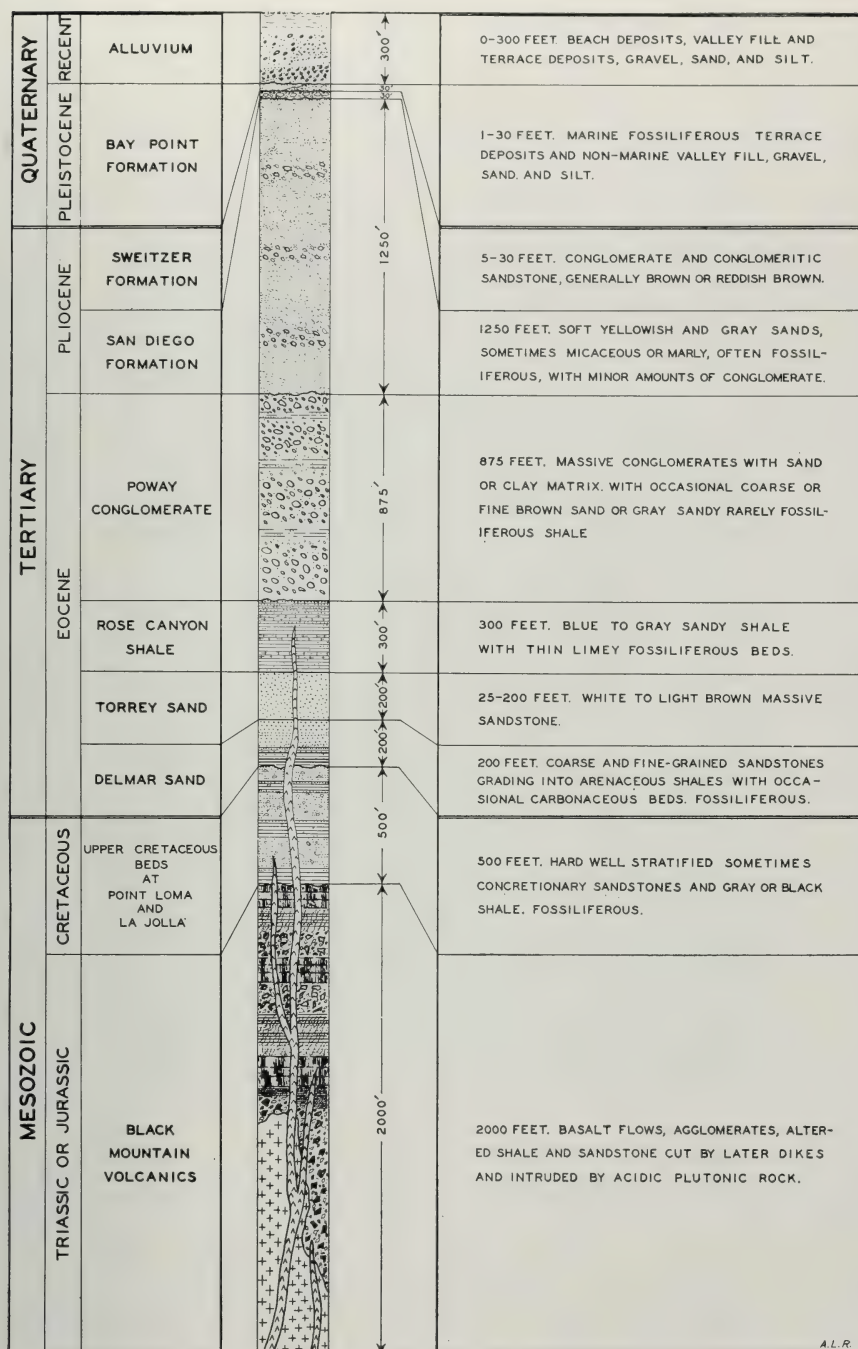 QUATERNARY
RECENT
ALLUVIUM
300'
0-300 FEET. BEACH DEPOSITS, VALLEY FILL AND
TERRACE DEPOSITS, GRAVEL, SAND, AND SILT.
PLEISTOCENE
BAY POINT
FORMATION
30'
30'
1-30 FEET. MARINE FOSSILIFEROUS TERRACE
DEPOSITS AND NON-MARINE VALLEY FILL, GRAVEL,
SAND. AND SILT.
TERTIARY
PLIOCENE
SWEITZER
FORMATION
1250'
5-30 FEET. CONGLOMERATE AND CONGLOMERITIC
SANDSTONE, GENERALLY BROWN OR REDDISH BROWN.
SAN DIEGO
FORMATION
1250 FEET. SOFT YELLOWISH AND GRAY SANDS,
SOMETIMES MICACEOUS OR MARLY, OFTEN FOSSIL-
IFEROUS, WITH MINOR AMOUNTS OF CONGLOMERATE.
EOCENE
POWAY
CONGLOMERATE
875'
875 FEET. MASSIVE CONGLOMERATES WITH SAND
OR CLAY MATRIX. WITH OCCASIONAL COARSE OR
FINE BROWN SAND OR GRAY SANDY RARELY FOSSIL-
IFEROUS SHALE
ROSE CANYON
SHALE
300'
300 FEET. BLUE TO GRAY SANDY SHALE
WITH THIN LIMEY FOSSILIFEROUS BEDS.
TORREY SAND
200'
25-200 FEET. WHITE TO LIGHT BROWN MASSIVE
SANDSTONE.
DELMAR SAND
200'
200 FEET. COARSE AND FINE-GRAINED SANDSTONES
GRADING INTO ARENACEOUS SHALES WITH OCCA-
SIONAL CARBONACEOUS BEDS. FOSSILIFEROUS.
MESOZOIC
CRETACEOUS
UPPER CRETACEOUS
BEDS
AT
POINT LOMA
AND
LA JOLLA
500'
500 FEET. HARD WELL STRATIFIED SOMETIMES
CONCRETIONARY SANDSTONES AND GRAY OR BLACK
SHALE. FOSSILIFEROUS.
TRIASSIC OR JURASSIC
BLACK
MOUNTAIN
VOLCANICS
2000'
2000 FEET. BASALT FLOWS, AGGLOMERATES, ALTER-
ED SHALE AND SANDSTONE CUT BY LATER DIKES
AND INTRUDED BY ACIDIC PLUTONIC ROCK.
A.L.R.